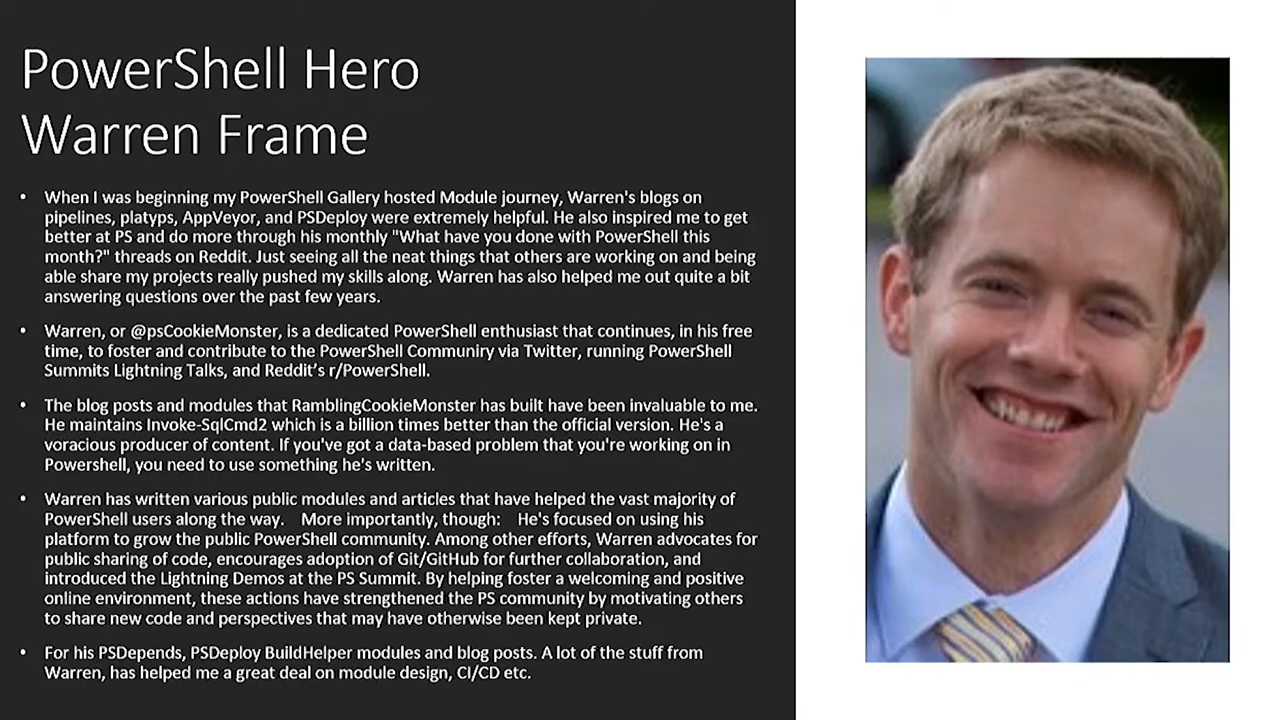 PowerShell Hero
Warren Frame
• When I was beginning my PowerShell Gallery hosted Module journey, Warren's blogs on
pipelines, platyps, AppVeyor, and PSDeploy were extremely helpful. He also inspired me to get
better at PS and do more through his monthly "What have you done with PowerShell this
month?" threads on Reddit. Just seeing all the neat things that others are working on and being
able share my projects really pushed my skills along. Warren has also helped me out quite a bit
answering questions over the past few years.
• Warren, or @psCookieMonster, is a dedicated PowerShell enthusiast that continues, in his free
time, to foster and contribute to the PowerShell Communiry via Twitter, running PowerShell
Summits Lightning Talks, and Reddit's r/PowerShell.
• The blog posts and modules that RamblingCookieMonster has built have been invaluable to me.
He maintains Invoke-SqlCmd2 which is a billion times better than the official version. He's a
voracious producer of content. If you've got a data-based problem that you're working on in
Powershell, you need to use something he's written.
• Warren has written various public modules and articles that have helped the vast majority of
PowerShell users along the way. More importantly, though: He's focused on using his
platform to grow the public PowerShell community. Among other efforts, Warren advocates for
public sharing of code, encourages adoption of Git/GitHub for further collaboration, and
introduced the Lightning Demos at the PS Summit. By helping foster a welcoming and positive
online environment, these actions have strengthened the PS community by motivating others
to share new code and perspectives that may have otherwise been kept private.
• For his PSDepends, PSDeploy BuildHelper modules and blog posts. A lot of the stuff from
Warren, has helped me a great deal on module design, CI/CD etc.